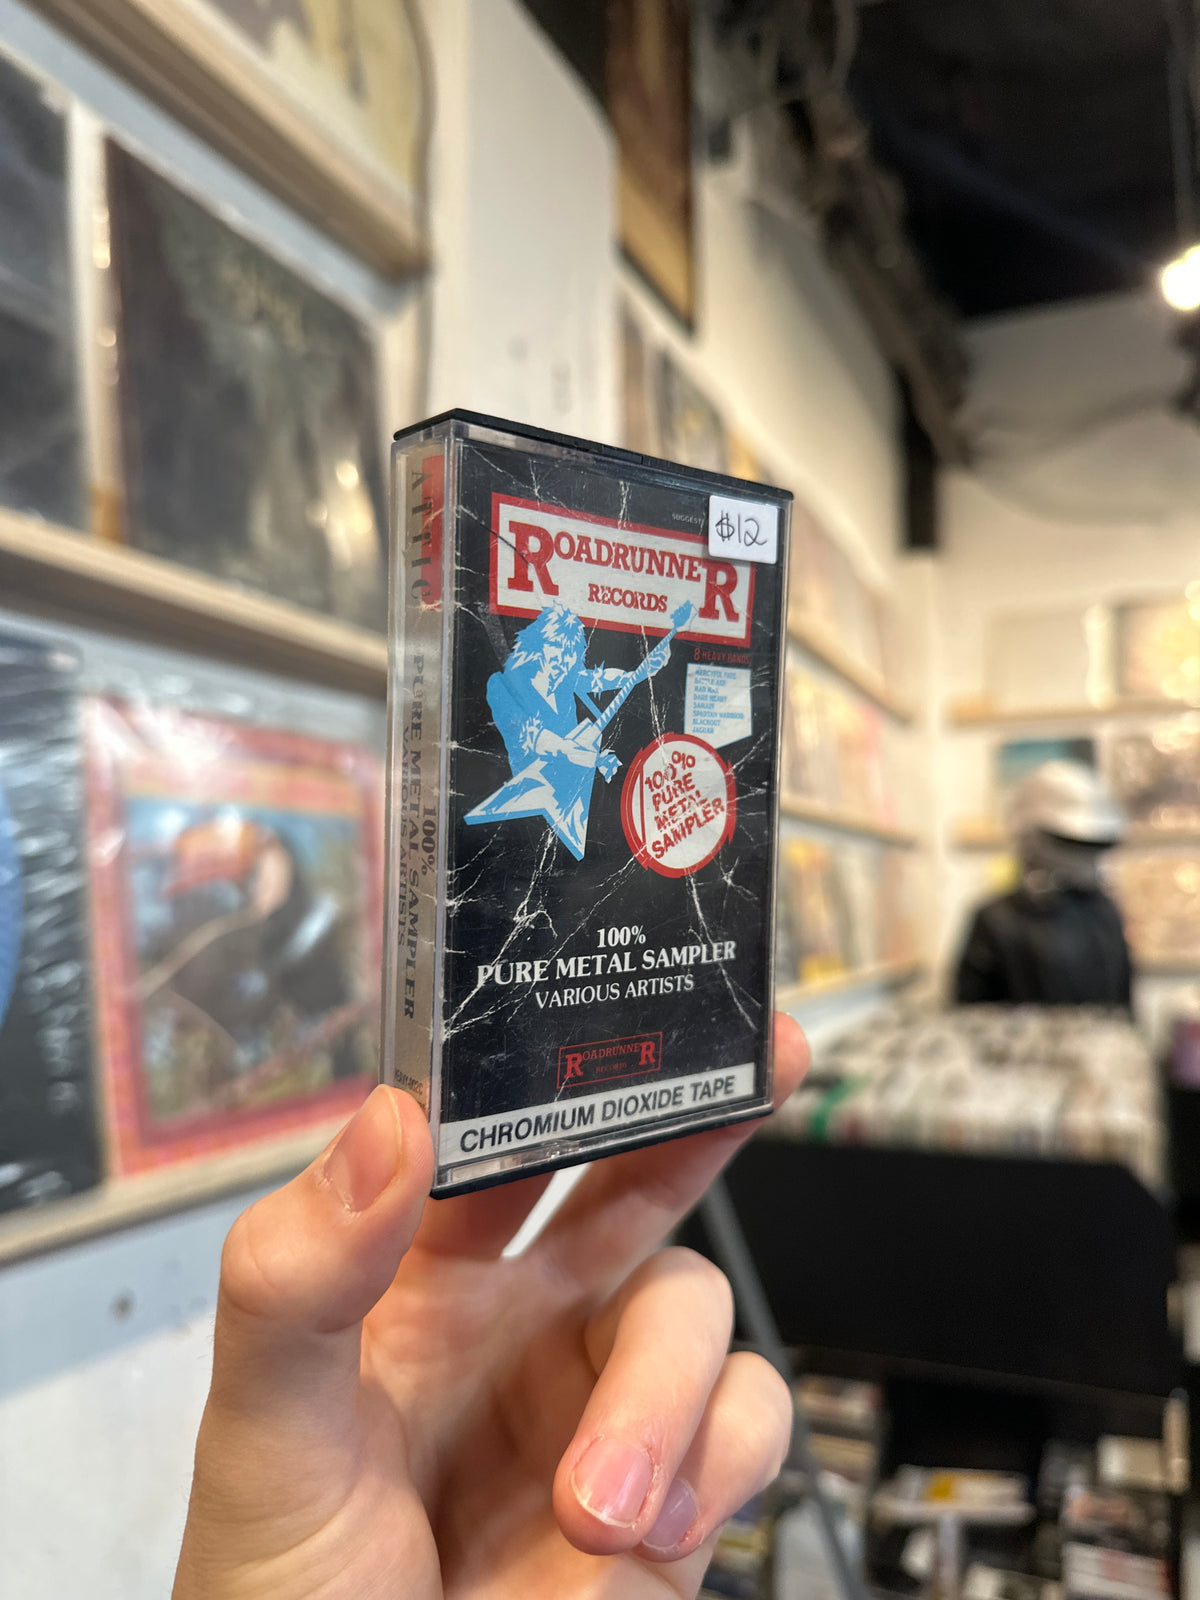 $12
SUGGEST
ROADRUNNER
RECORDS
8 HEAVY BANDS
MERCYFUL FATE
BATTLE AXE
MAD MAX
DARK HEART
SAMAIN
SPARTAN WARRIOR
BLACKOUT
JAGUAR
100%
PURE
METAL
SAMPLER
100%
PURE METAL SAMPLER
VARIOUS ARTISTS
ROADRUNNER
RECORDS
CHROMIUM DIOXIDE TAPE
ATTIC
100%
PURE METAL SAMPLER
VARIOUS ARTISTS